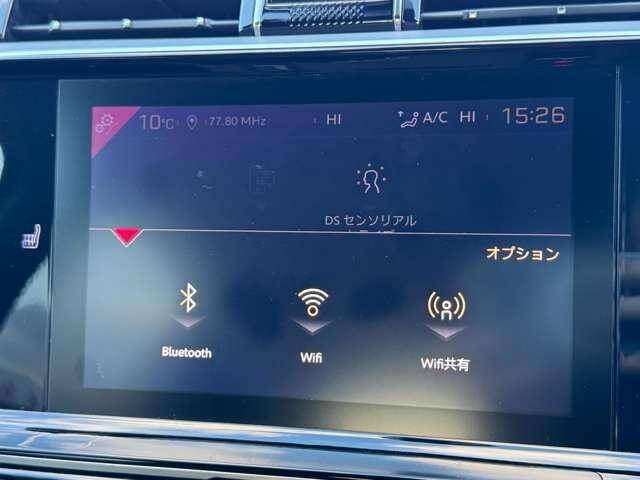 10°C 77.80 MHz HI A/C HI 15:26
DS センソリアル
オプション
Bluetooth
Wifi
Wifi共有